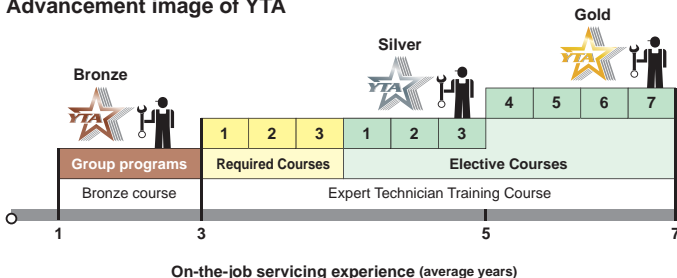 Advancement image of YTA
Gold
Silver
Bronze
YTA
YTA
YTA
4 5 6 7
1 2 3 1 2 3
Group programs Required Courses Elective Courses
Bronze course Expert Technician Training Course
1 3 5 7
On-the-job servicing experience (average years)